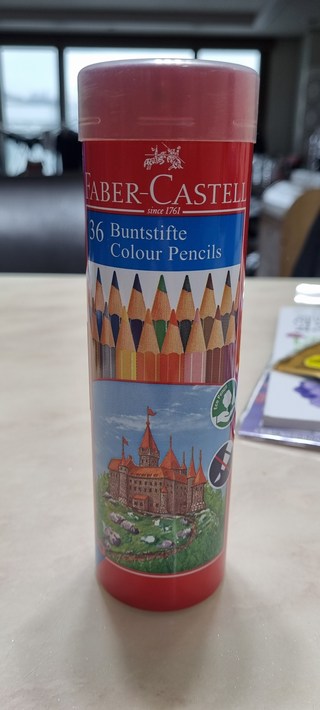 FABER-CASTELL
since 1761
36 Buntstifte
Colour Pencils